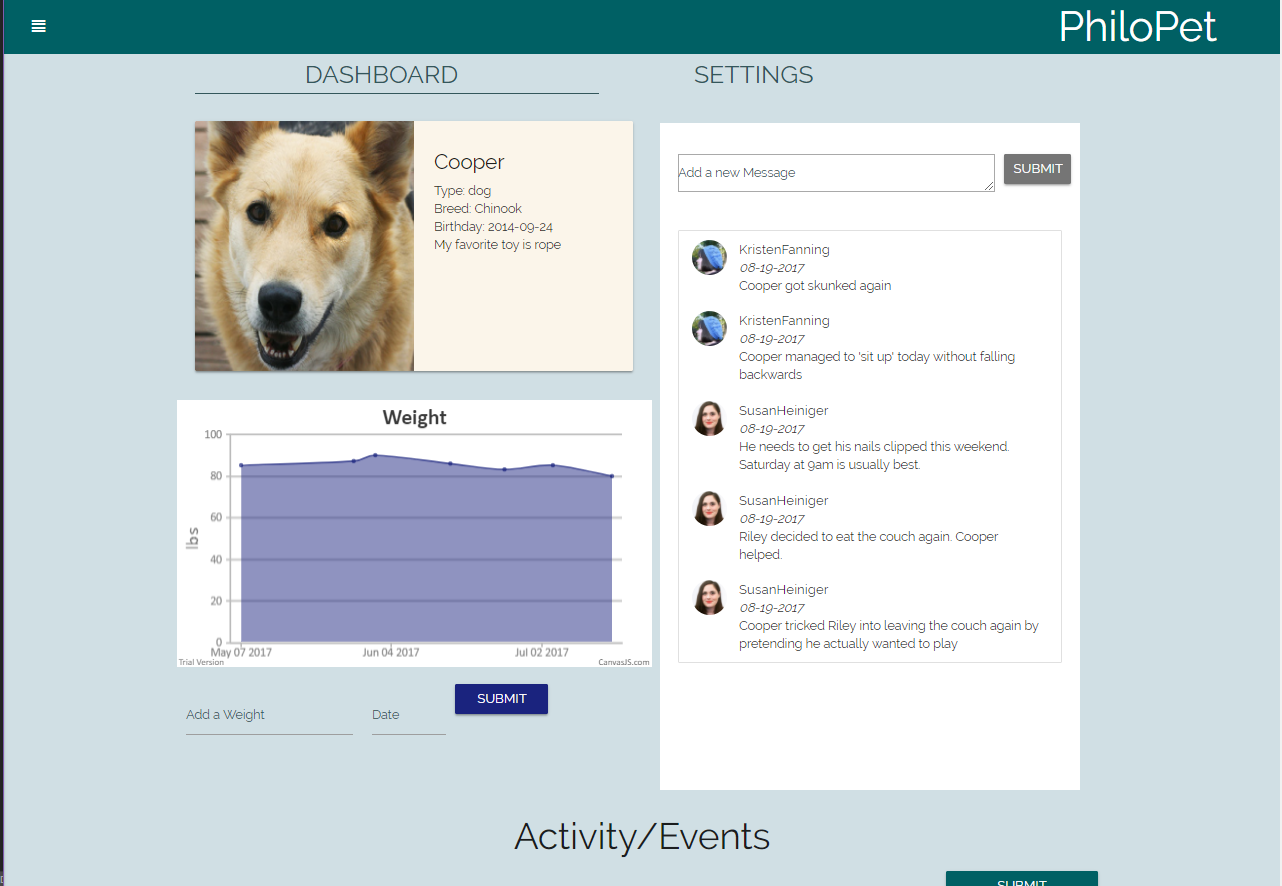 PhiloPet
DASHBOARD
SETTINGS
Cooper
Type: dog
Breed: Chinook
Birthday: 2014-09-24
My favorite toy is rope
Weight
100
80
60
40
20
0
lbs
May 07 2017
Jun 04 2017
Jul 02 2017
Trial Version
CanvasJS.com
Add a Weight
Date
SUBMIT
Add a new Message
SUBMIT
KristenFanning
08-19-2017
Cooper got skunked again
KristenFanning
08-19-2017
Cooper managed to 'sit up' today without falling
backwards
SusanHeiniger
08-19-2017
He needs to get his nails clipped this weekend.
Saturday at 9am is usually best.
SusanHeiniger
08-19-2017
Riley decided to eat the couch again. Cooper
helped.
SusanHeiniger
08-19-2017
Cooper tricked Riley into leaving the couch again by
pretending he actually wanted to play
Activity/Events
SUBMIT